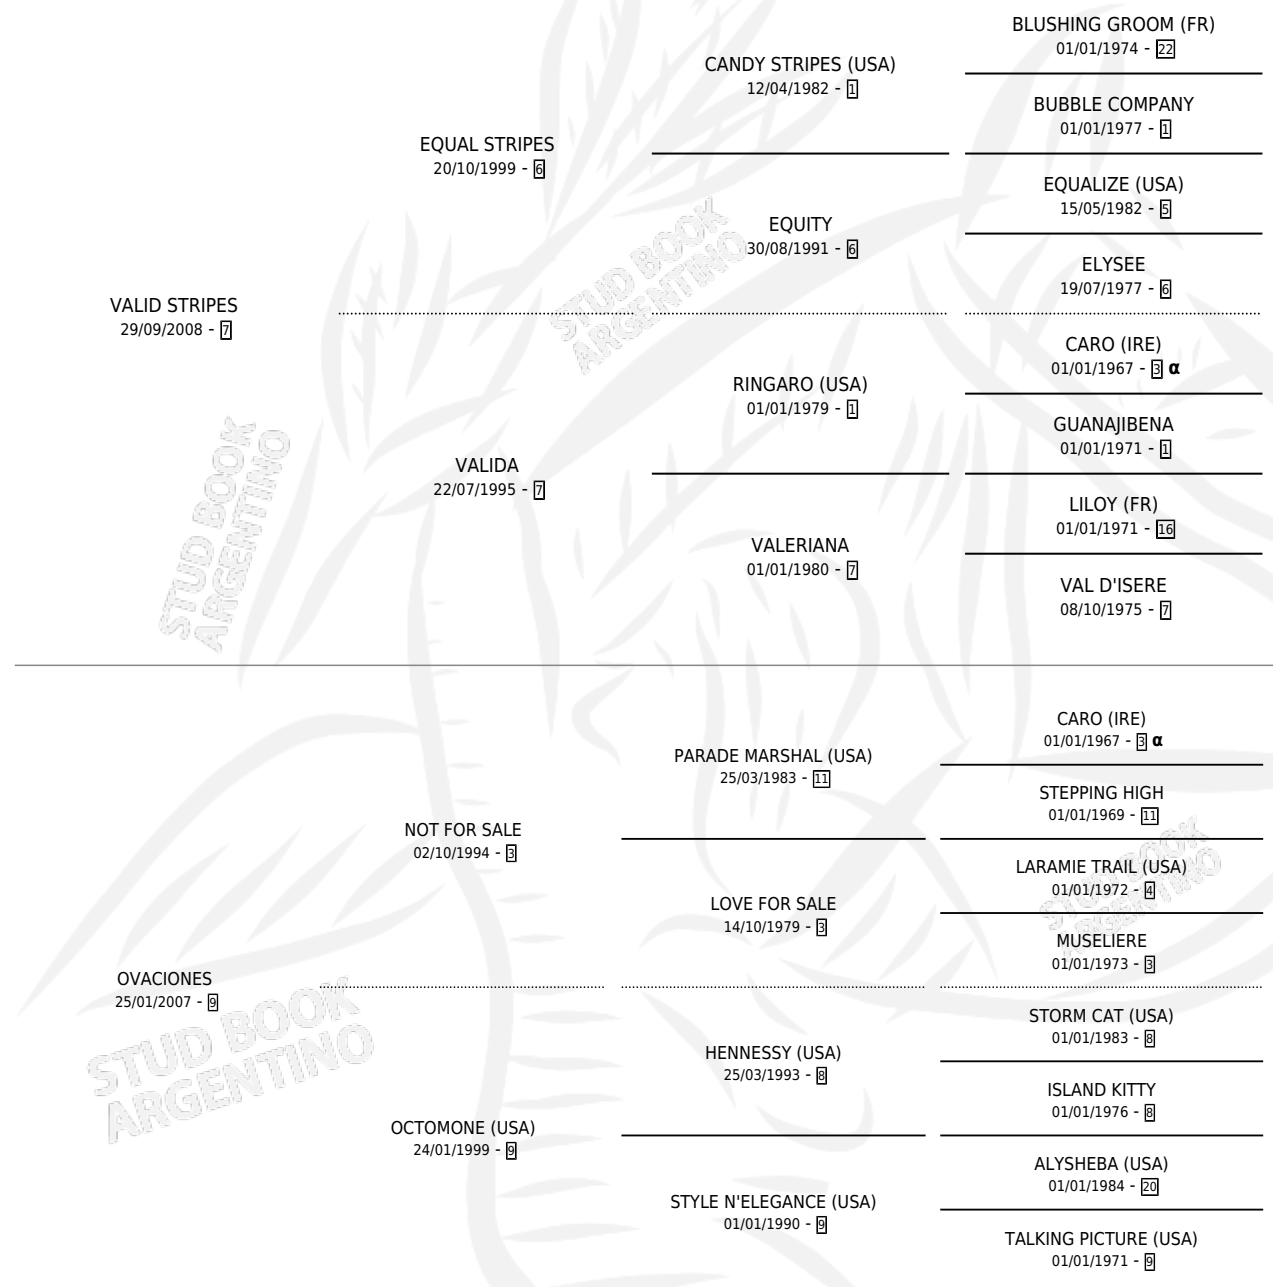 BLUSHING GROOM (FR)
01/01/1974 - 22
CANDY STRIPES (USA)
12/04/1982 - 1
BUBBLE COMPANY
01/01/1977 - 1
EQUAL STRIPES
20/10/1999 - 6
EQUALIZE (USA)
15/05/1982 - 5
EQUITY
30/08/1991 - 6
ELYSEE
19/07/1977 - 6
VALID STRIPES
29/09/2008 - 7
CARO (IRE)
01/01/1967 - 3 α
RINGARO (USA)
01/01/1979 - 1
GUANAJIBENA
01/01/1971 - 1
VALIDA
22/07/1995 - 7
LILOY (FR)
01/01/1971 - 16
VALERIANA
01/01/1980 - 7
VAL D'ISERE
08/10/1975 - 7
STUD BOOK
ARGENTINO
STUD BOOK
ARGENTINO
CARO (IRE)
01/01/1967 - 3 α
PARADE MARSHAL (USA)
25/03/1983 - 11
STEPPING HIGH
01/01/1969 - 11
NOT FOR SALE
02/10/1994 - 3
LARAMIE TRAIL (USA)
01/01/1972 - 4
LOVE FOR SALE
14/10/1979 - 3
MUSELIERE
01/01/1973 - 3
OVACIONES
25/01/2007 - 9
STORM CAT (USA)
01/01/1983 - 8
HENNESSY (USA)
25/03/1993 - 8
ISLAND KITTY
01/01/1976 - 8
OCTOMONE (USA)
24/01/1999 - 9
ALYSHEBA (USA)
01/01/1984 - 20
STYLE N'ELEGANCE (USA)
01/01/1990 - 9
TALKING PICTURE (USA)
01/01/1971 - 9
STUD BOOK
ARGENTINO
STUD BOOK
ARGENTINO